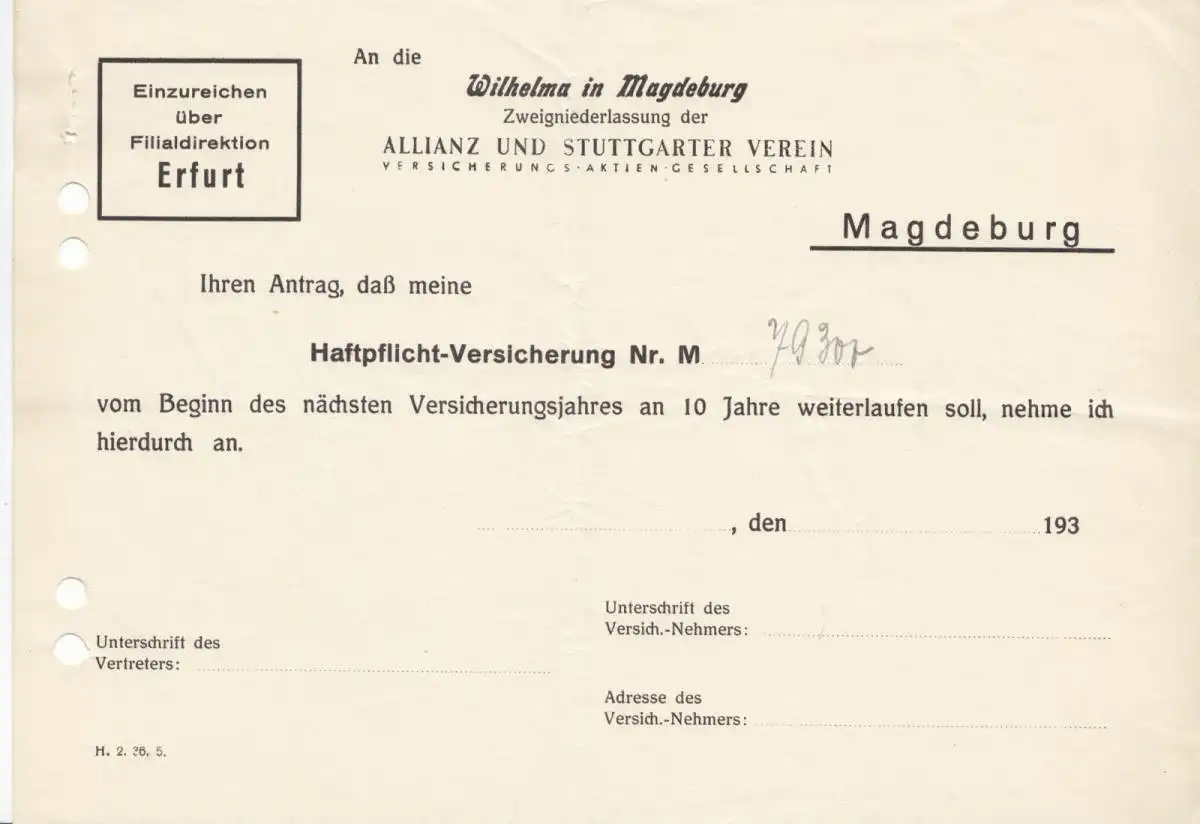 Einzureichen
über
Filialdirektion
Erfurt
An die
Wilhelma in Magdeburg
Zweigniederlassung der
ALLIANZ UND STUTTGARTER VEREIN
VERSICHERUNGS-AKTIEN-GESELLSCHAFT
Magdeburg
Ihren Antrag, daß meine
Haftpflicht-Versicherung Nr. M 79300
vom Beginn des nächsten Versicherungsjahres an 10 Jahre weiterlaufen soll, nehme ich
hierdurch an.
, den 193
Unterschrift des
Versich.-Nehmers:
Unterschrift des
Vertreters:
Adresse des
Versich.-Nehmers:
H. 2. 36. 5.